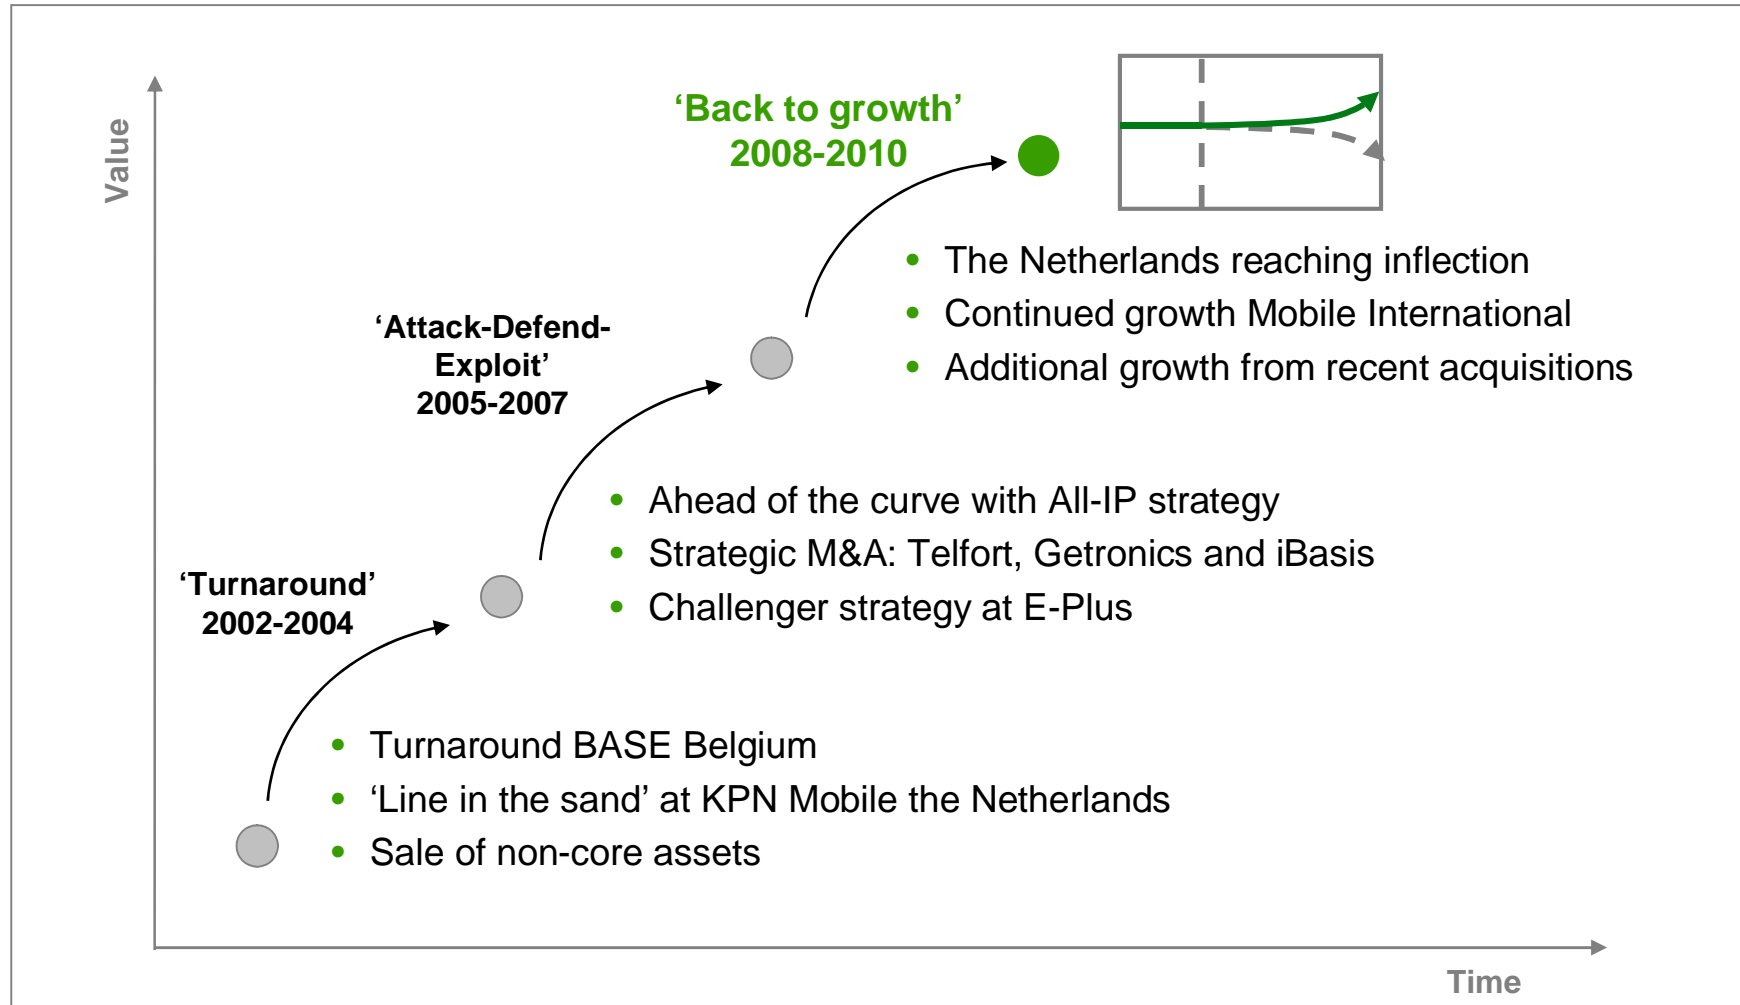 Value
‘Back to growth’
2008-2010
• The Netherlands reaching inflection
• Continued growth Mobile International
• Additional growth from recent acquisitions
‘Attack-Defend-
Exploit’
2005-2007
• Ahead of the curve with All-IP strategy
• Strategic M&A: Telfort, Getronics and iBasis
• Challenger strategy at E-Plus
‘Turnaround’
2002-2004
• Turnaround BASE Belgium
• ‘Line in the sand’ at KPN Mobile the Netherlands
• Sale of non-core assets
Time